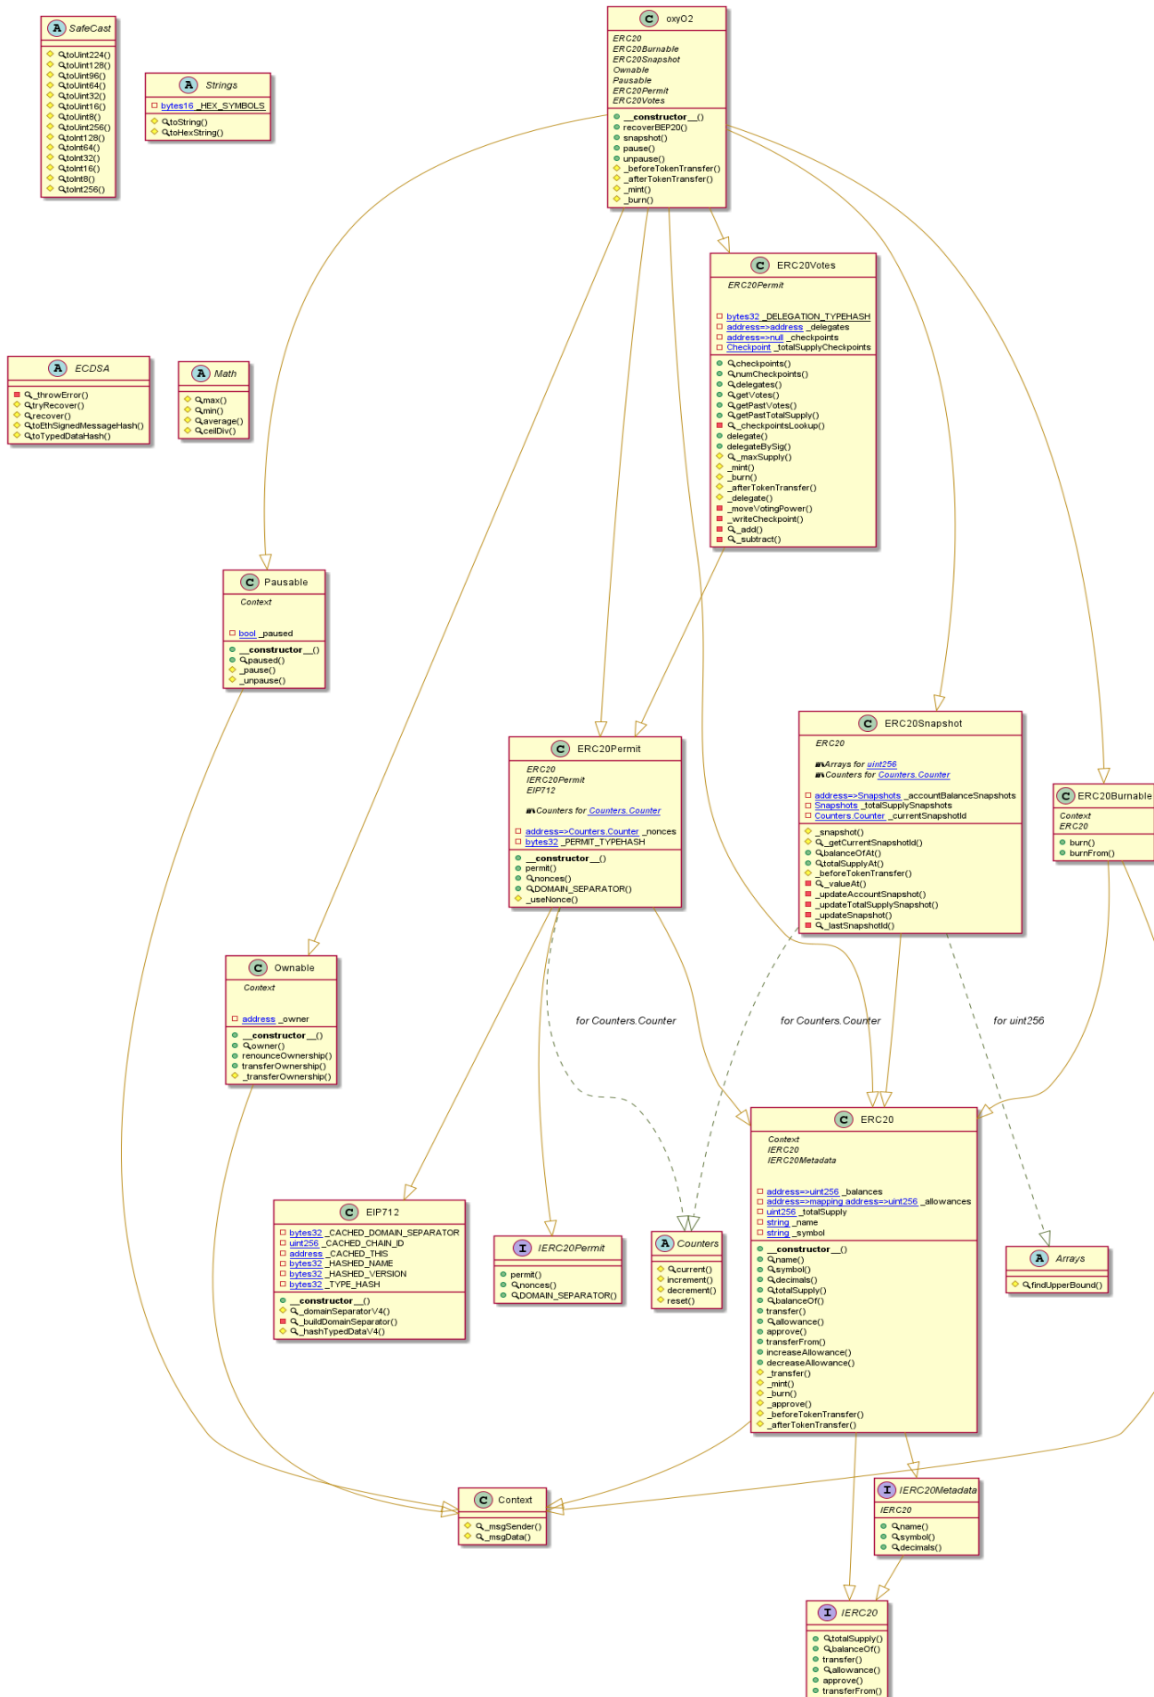 A SafeCast
toUint224()
toUint128()
toUint96()
toUint64()
toUint32()
toUint16()
toUint8()
toUint256()
toInt128()
toInt64()
toInt32()
toInt16()
toInt8()
toInt256()
A Strings
bytes16 _HEX_SYMBOLS
toString()
toHexString()
C oxyO2
ERC20
ERC20Burnable
ERC20Snapshot
Ownable
Pausable
ERC20Permit
ERC20Votes
__constructor__()
recoverBEP20()
snapshot()
pause()
unpause()
_beforeTokenTransfer()
_afterTokenTransfer()
_mint()
_burn()
A ECDSA
_throwError()
tryRecover()
recover()
toEthSignedMessageHash()
toTypedDataHash()
A Math
max()
min()
average()
ceilDiv()
C ERC20Votes
ERC20Permit
bytes32 _DELEGATION_TYPEHASH
address=>address _delegates
address=>null _checkpoints
Checkpoint _totalSupplyCheckpoints
checkpoints()
numCheckpoints()
delegates()
getVotes()
getPastVotes()
getPastTotalSupply()
_checkpointsLookup()
delegate()
delegateBySig()
_maxSupply()
_mint()
_burn()
_afterTokenTransfer()
_delegate()
_moveVotingPower()
_writeCheckpoint()
_add()
_subtract()
C Pausable
Context
bool _paused
__constructor__()
paused()
_pause()
_unpause()
C ERC20Permit
ERC20
IERC20Permit
EIP712
Counters for Counters.Counter
address=>Counters.Counter _nonces
bytes32 _PERMIT_TYPEHASH
__constructor__()
permit()
nonces()
DOMAIN_SEPARATOR()
_useNonce()
C ERC20Snapshot
ERC20
Arrays for uint256
Counters for Counters.Counter
address=>Snapshots _accountBalanceSnapshots
Snapshots _totalSupplySnapshots
Counters.Counter _currentSnapshotId
_snapshot()
_getCurrentSnapshotId()
balanceOfAt()
totalSupplyAt()
_beforeTokenTransfer()
_valueAt()
_updateAccountSnapshot()
_updateTotalSupplySnapshot()
_updateSnapshot()
_lastSnapshotId()
C ERC20Burnable
Context
ERC20
burn()
burnFrom()
C Ownable
Context
address _owner
__constructor__()
owner()
renounceOwnership()
transferOwnership()
_transferOwnership()
for Counters.Counter
for Counters.Counter
for uint256
C EIP712
bytes32 _CACHED_DOMAIN_SEPARATOR
uint256 _CACHED_CHAIN_ID
address _CACHED_THIS
bytes32 _HASHED_NAME
bytes32 _HASHED_VERSION
bytes32 _TYPE_HASH
__constructor__()
_domainSeparatorV4()
_buildDomainSeparator()
_hashTypedDataV4()
I IERC20Permit
permit()
nonces()
DOMAIN_SEPARATOR()
A Counters
current()
increment()
decrement()
reset()
C ERC20
Context
IERC20
IERC20Metadata
address=>uint256 _balances
address=>mapping address=>uint256 _allowances
uint256 _totalSupply
string _name
string _symbol
__constructor__()
name()
symbol()
decimals()
totalSupply()
balanceOf()
transfer()
allowance()
approve()
transferFrom()
increaseAllowance()
decreaseAllowance()
_transfer()
_mint()
_burn()
_approve()
_beforeTokenTransfer()
_afterTokenTransfer()
A Arrays
findUpperBound()
C Context
_msgSender()
_msgData()
I IERC20Metadata
IERC20
name()
symbol()
decimals()
I IERC20
totalSupply()
balanceOf()
transfer()
allowance()
approve()
transferFrom()